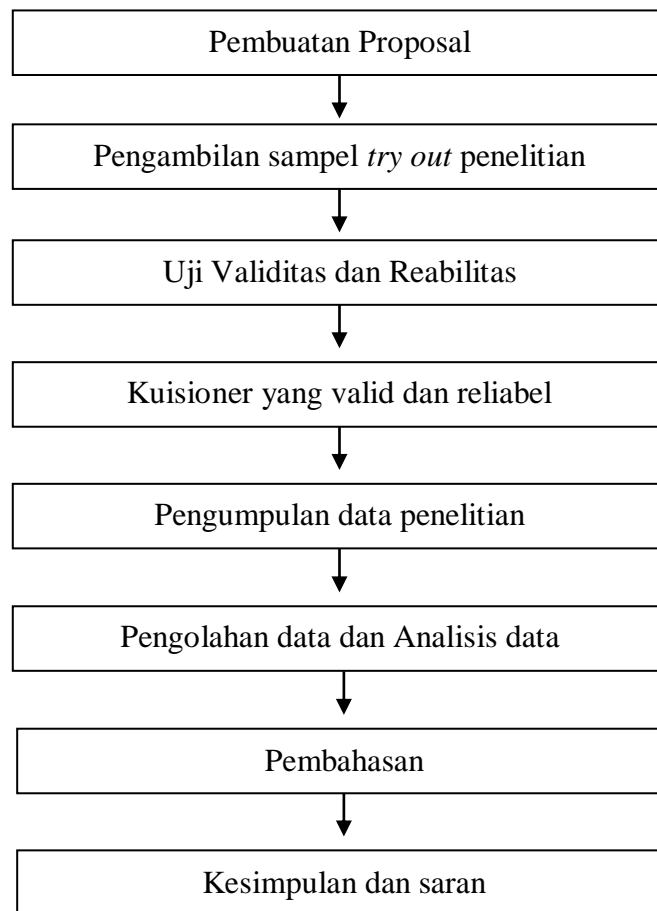 Pembuatan Proposal
Pengambilan sampel try out penelitian
Uji Validitas dan Reabilitas
Kuisioner yang valid dan reliabel
Pengumpulan data penelitian
Pengolahan data dan Analisis data
Pembahasan
Kesimpulan dan saran